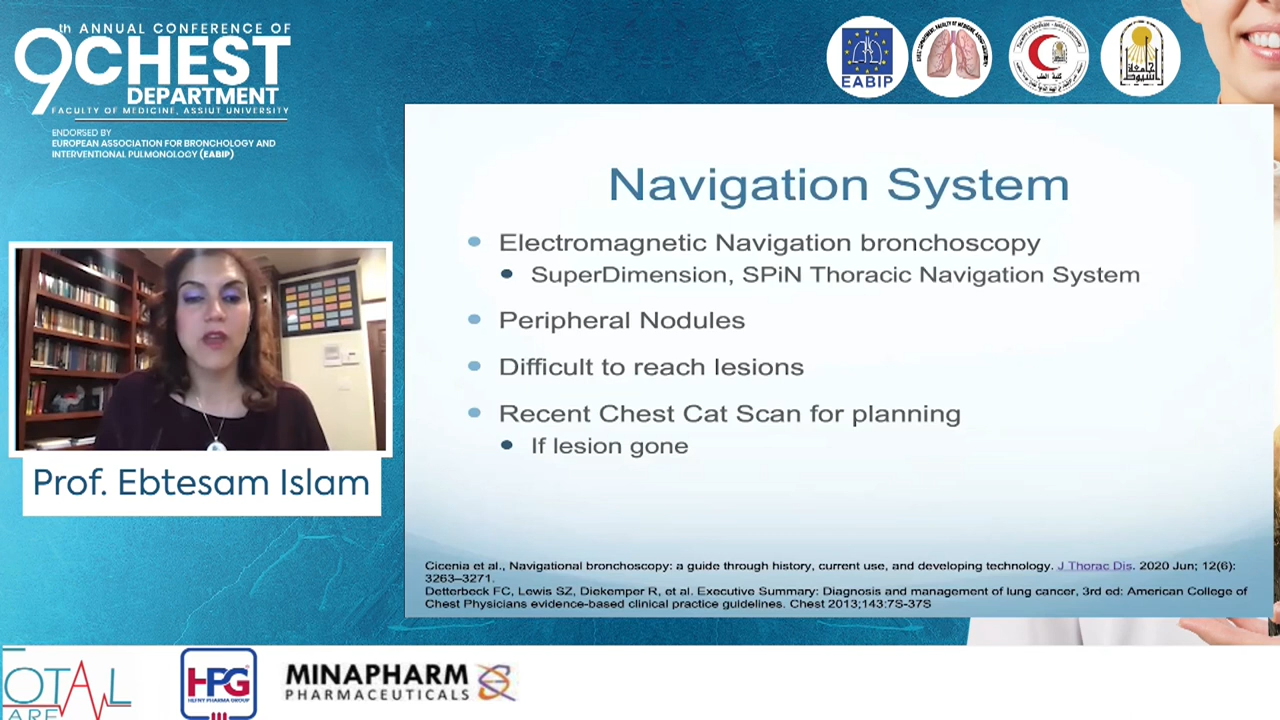 9th ANNUAL CONFERENCE OF
CHEST
DEPARTMENT
FACULTY OF MEDICINE, ASSIUT UNIVERSITY
ENDORSED BY
EUROPEAN ASSOCIATION FOR BRONCHOLOGY AND
INTERVENTIONAL PULMONOLOGY (EABIP)
EABIP
كلية الطب
جامعة
أسيوط
Navigation System
Electromagnetic Navigation bronchoscopy
SuperDimension, SPiN Thoracic Navigation System
Peripheral Nodules
Difficult to reach lesions
Recent Chest Cat Scan for planning
If lesion gone
Cicenia et al., Navigational bronchoscopy: a guide through history, current use, and developing technology. J Thorac Dis. 2020 Jun; 12(6):
3263–3271.
Detterbeck FC, Lewis SZ, Diekemper R, et al. Executive Summary: Diagnosis and management of lung cancer, 3rd ed: American College of
Chest Physicians evidence-based clinical practice guidelines. Chest 2013;143:7S-37S
Prof. Ebtesam Islam
HPG
MINAPHARM
PHARMACEUTICALS